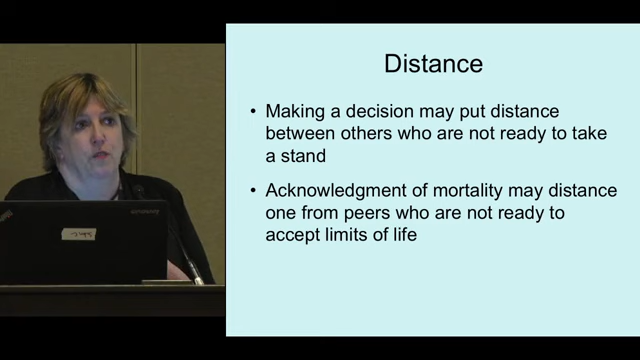 Distance
• Making a decision may put distance
between others who are not ready to take
a stand
• Acknowledgment of mortality may distance
one from peers who are not ready to
accept limits of life